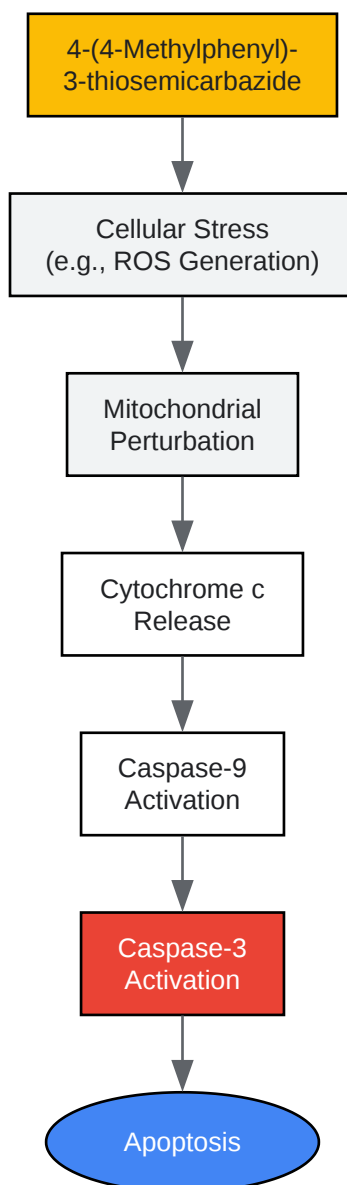 4-(4-Methylphenyl)-
3-thiosemicarbazide
Cellular Stress
(e.g., ROS Generation)
Mitochondrial
Perturbation
Cytochrome c
Release
Caspase-9
Activation
Caspase-3
Activation
Apoptosis